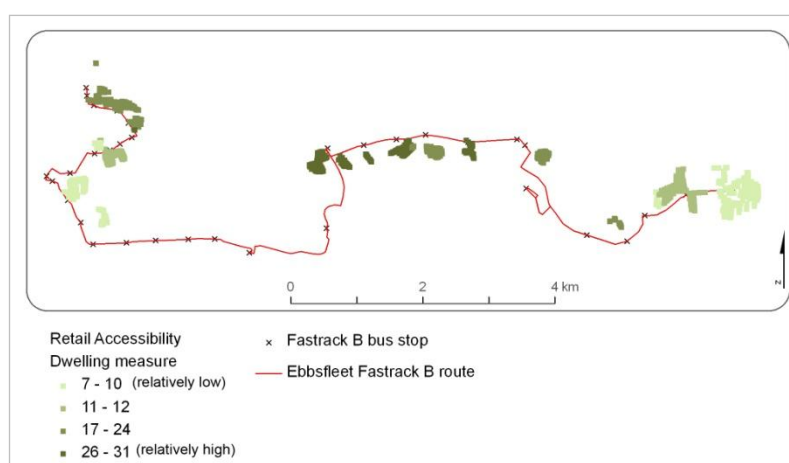 z
0 2 4 km
Retail Accessibility
Dwelling measure
7 - 10 (relatively low)
11 - 12
17 - 24
26 - 31 (relatively high)
Fastrack B bus stop
Ebbsfleet Fastrack B route